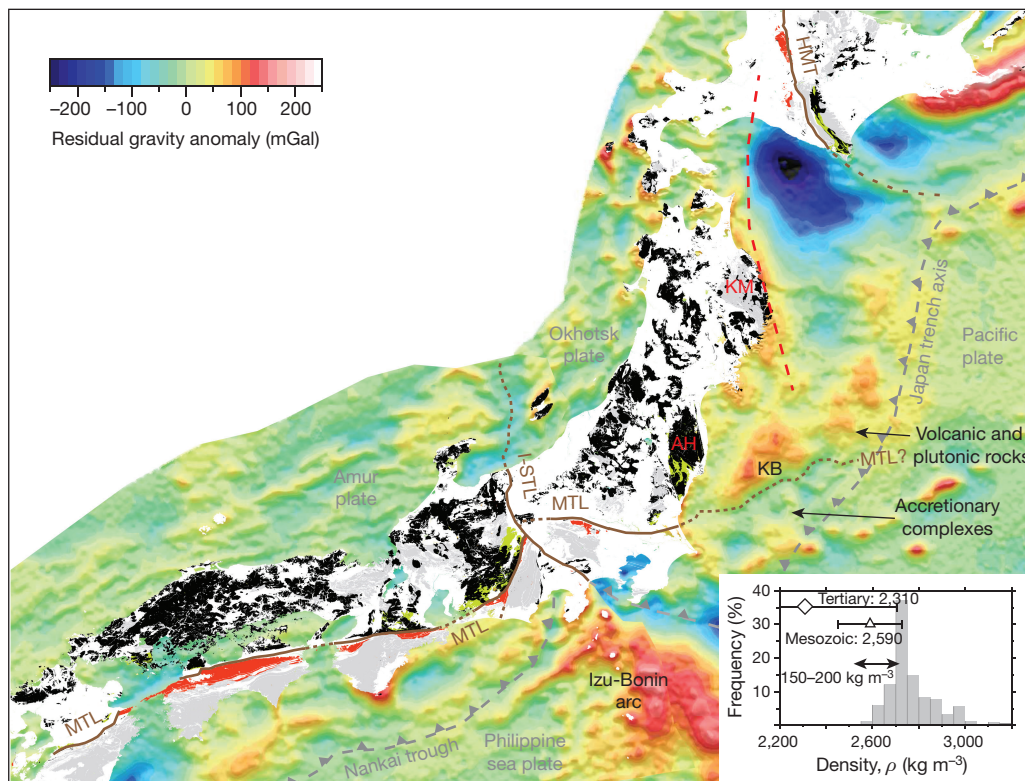 −200 −100 0 100 200
Residual gravity anomaly (mGal)
HMT
KM
Okhotsk
plate
Japan trench axis
Pacific
plate
AH
Volcanic and
plutonic rocks
KB
MTL?
I-STL
MTL
Amur
plate
Accretionary
complexes
MTL
Izu-Bonin
arc
MTL
Nankai trough
Philippine
sea plate
Frequency (%)
40
30
20
10
Tertiary: 2,310
Mesozoic: 2,590
150–200 kg m⁻³
2,200 2,600 3,000
Density, ρ (kg m⁻³)